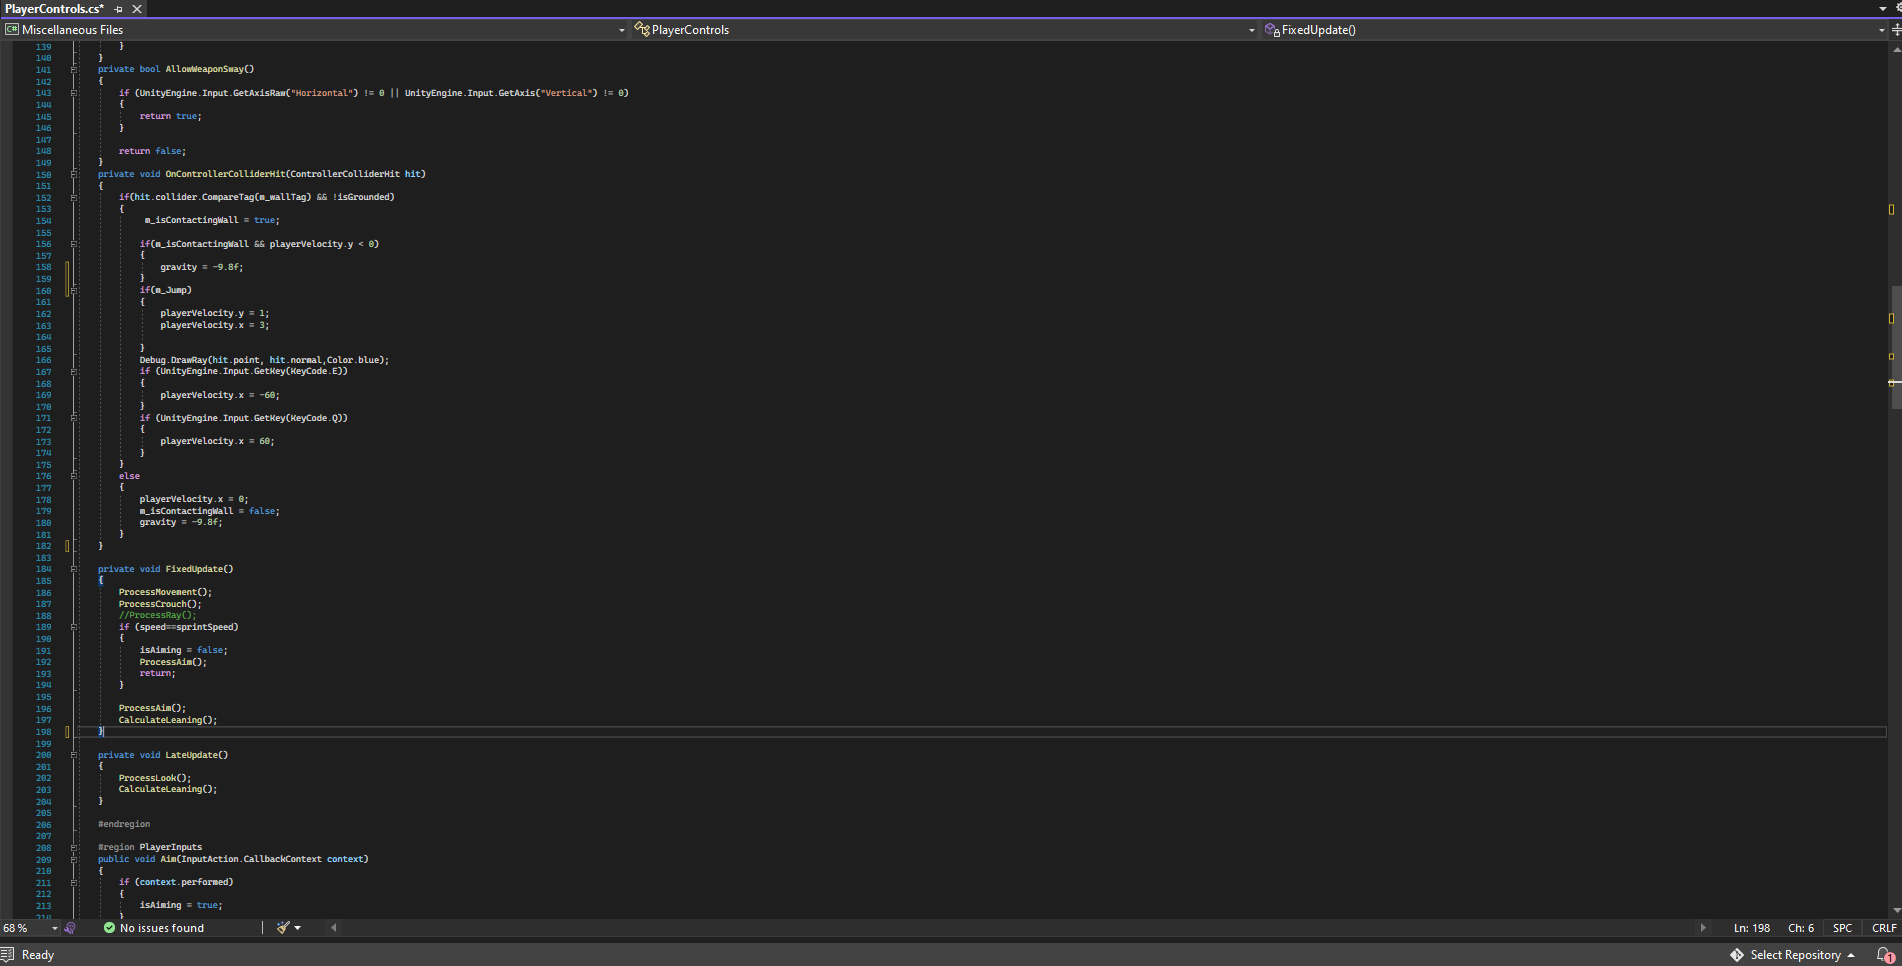 PlayerControls.cs*
Miscellaneous Files PlayerControls FixedUpdate()
139 }
140 }
141 private bool AllowWeaponSway()
142 {
143 if (UnityEngine.Input.GetAxisRaw("Horizontal") != 0 || UnityEngine.Input.GetAxis("Vertical") != 0)
144 {
145 return true;
146 }
147
148 return false;
149 }
150 private void OnControllerColliderHit(ControllerColliderHit hit)
151 {
152 if(hit.collider.CompareTag(m_wallTag) && !isGrounded)
153 {
154 m_isContactingWall = true;
155
156 if(m_isContactingWall && playerVelocity.y < 0)
157 {
158 gravity = -9.8f;
159 }
160 if(m_Jump)
161 {
162 playerVelocity.y = 1;
163 playerVelocity.x = 3;
164
165 }
166 Debug.DrawRay(hit.point, hit.normal,Color.blue);
167 if (UnityEngine.Input.GetKey(KeyCode.E))
168 {
169 playerVelocity.x = -60;
170 }
171 if (UnityEngine.Input.GetKey(KeyCode.Q))
172 {
173 playerVelocity.x = 60;
174 }
175 }
176 else
177 {
178 playerVelocity.x = 0;
179 m_isContactingWall = false;
180 gravity = -9.8f;
181 }
182 }
183
184 private void FixedUpdate()
185 {
186 ProcessMovement();
187 ProcessCrouch();
188 //ProcessRay();
189 if (speed==sprintSpeed)
190 {
191 isAiming = false;
192 ProcessAim();
193 return;
194 }
195
196 ProcessAim();
197 CalculateLeaning();
198 }
199
200 private void LateUpdate()
201 {
202 ProcessLook();
203 CalculateLeaning();
204 }
205
206 #endregion
207
208 #region PlayerInputs
209 public void Aim(InputAction.CallbackContext context)
210 {
211 if (context.performed)
212 {
213 isAiming = true;
214 }
68 % No issues found Ln: 198 Ch: 6 SPC CRLF
Ready Select Repository 1